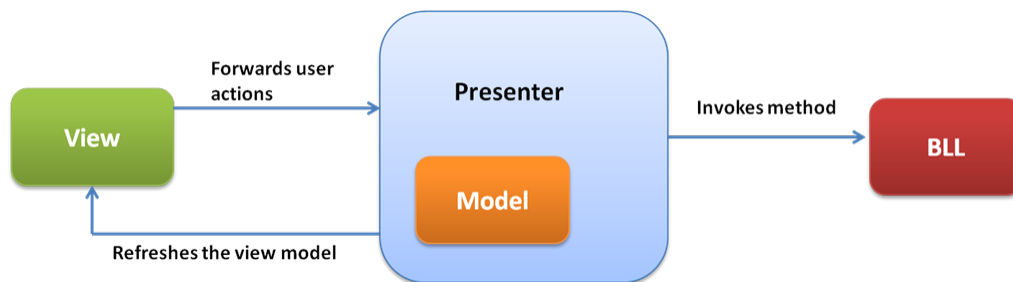 Forwards user
actions
View
Presenter
Model
Invokes method
BLL
Refreshes the view model